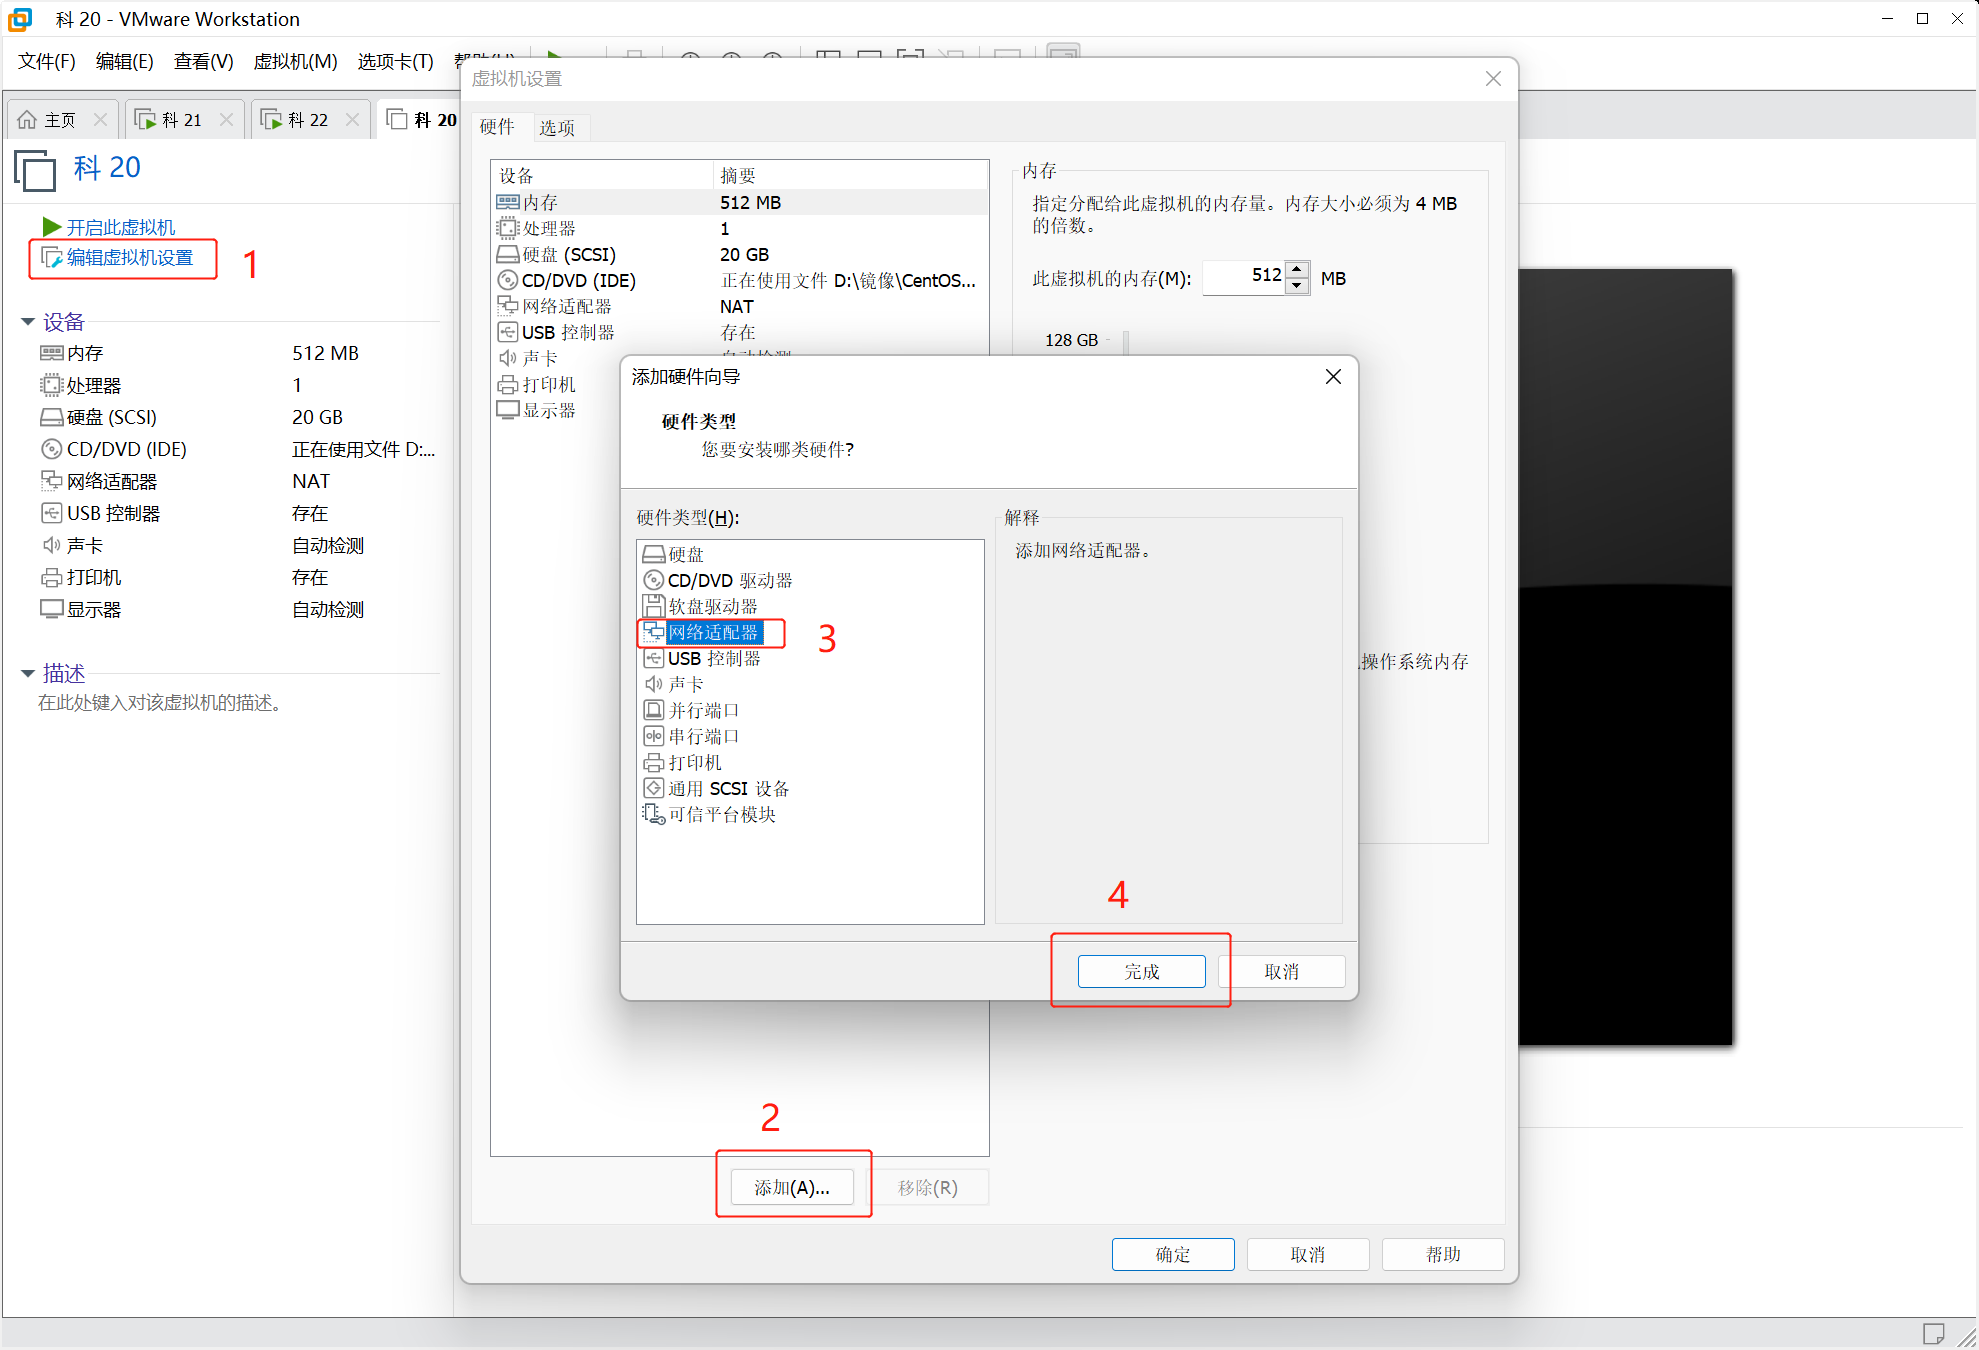 科 20 - VMware Workstation
文件(F) 编辑(E) 查看(V) 虚拟机(M) 选项卡(T) 帮助(H)
主页 科 21 科 22 科 20
科 20
开启此虚拟机
编辑虚拟机设置
1
设备
内存 512 MB
处理器 1
硬盘 (SCSI) 20 GB
CD/DVD (IDE) 正在使用文件 D:...
网络适配器 NAT
USB 控制器 存在
声卡 自动检测
打印机 存在
显示器 自动检测
描述
在此处键入对该虚拟机的描述。
虚拟机设置
硬件 选项
设备 摘要
内存 512 MB
处理器 1
硬盘 (SCSI) 20 GB
CD/DVD (IDE) 正在使用文件 D:\镜像\CentOS...
网络适配器 NAT
USB 控制器 存在
声卡 自动检测
打印机
显示器
内存
指定分配给此虚拟机的内存量。内存大小必须为 4 MB
的倍数。
此虚拟机的内存(M): 512 MB
128 GB
操作系统内存
添加硬件向导
硬件类型
您要安装哪类硬件?
硬件类型(H):
硬盘
CD/DVD 驱动器
软盘驱动器
网络适配器
3
USB 控制器
声卡
并行端口
串行端口
打印机
通用 SCSI 设备
可信平台模块
解释
添加网络适配器。
4
完成 取消
2
添加(A)... 移除(R)
确定 取消 帮助